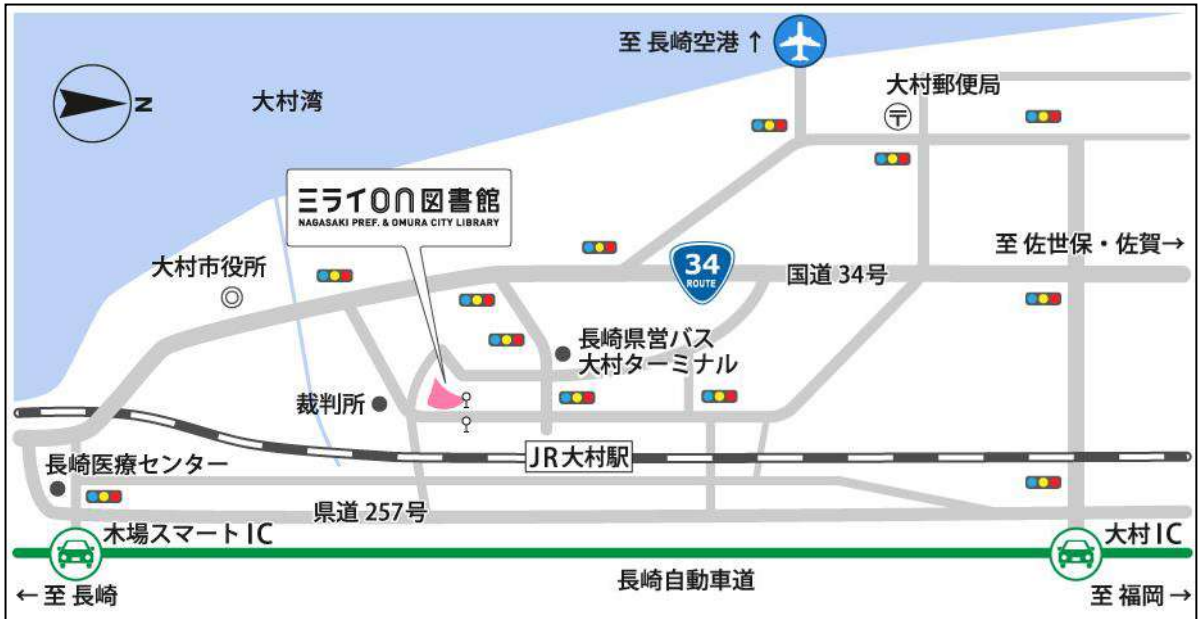 至 長崎空港 ↑
大村郵便局
〒
N
大村湾
ミライon図書館
NAGASAKI PREF. & OMURA CITY LIBRARY
至 佐世保・佐賀→
大村市役所
34
ROUTE
国道 34号
長崎県営バス
大村ターミナル
裁判所
JR大村駅
長崎医療センター
県道 257号
木場スマートIC
大村IC
長崎自動車道
← 至 長崎
至 福岡 →